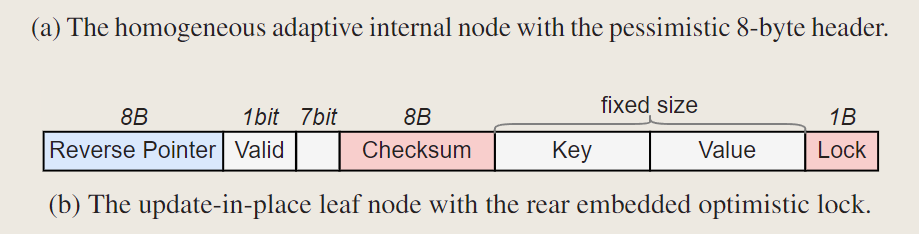 (a) The homogeneous adaptive internal node with the pessimistic 8-byte header.
8B 1bit 7bit 8B fixed size 1B
Reverse Pointer Valid Checksum Key Value Lock
(b) The update-in-place leaf node with the rear embedded optimistic lock.